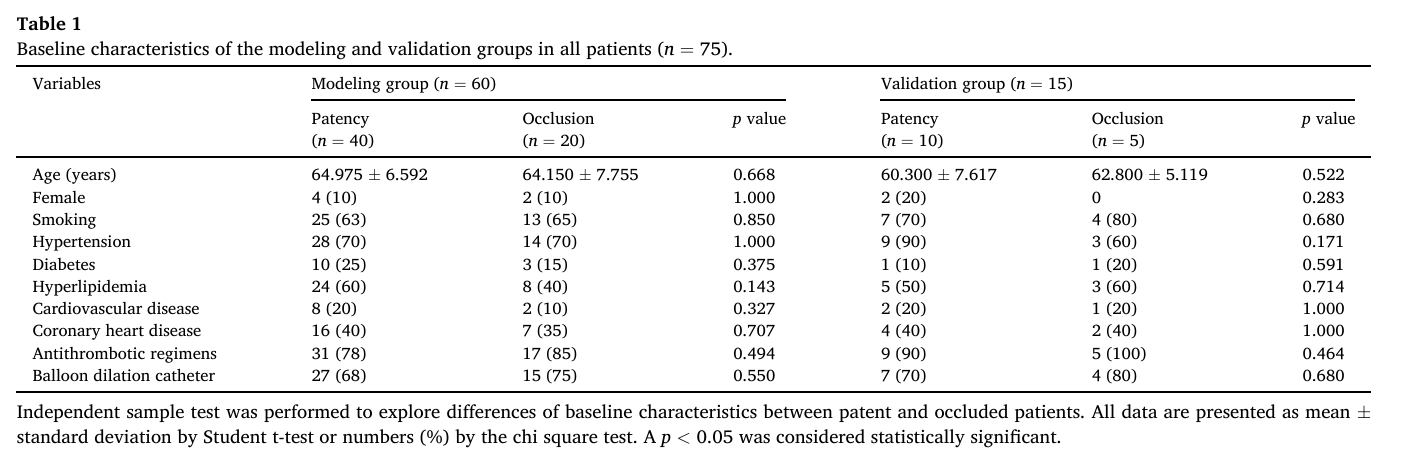 Table 1
Baseline characteristics of the modeling and validation groups in all patients (n = 75).
Variables Modeling group (n = 60) Validation group (n = 15)
Patency Occlusion p value Patency Occlusion p value
(n = 40) (n = 20) (n = 10) (n = 5)
Age (years) 64.975 ± 6.592 64.150 ± 7.755 0.668 60.300 ± 7.617 62.800 ± 5.119 0.522
Female 4 (10) 2 (10) 1.000 2 (20) 0 0.283
Smoking 25 (63) 13 (65) 0.850 7 (70) 4 (80) 0.680
Hypertension 28 (70) 14 (70) 1.000 9 (90) 3 (60) 0.171
Diabetes 10 (25) 3 (15) 0.375 1 (10) 1 (20) 0.591
Hyperlipidemia 24 (60) 8 (40) 0.143 5 (50) 3 (60) 0.714
Cardiovascular disease 8 (20) 2 (10) 0.327 2 (20) 1 (20) 1.000
Coronary heart disease 16 (40) 7 (35) 0.707 4 (40) 2 (40) 1.000
Antithrombotic regimens 31 (78) 17 (85) 0.494 9 (90) 5 (100) 0.464
Balloon dilation catheter 27 (68) 15 (75) 0.550 7 (70) 4 (80) 0.680
Independent sample test was performed to explore differences of baseline characteristics between patent and occluded patients. All data are presented as mean ±
standard deviation by Student t-test or numbers (%) by the chi square test. A p < 0.05 was considered statistically significant.